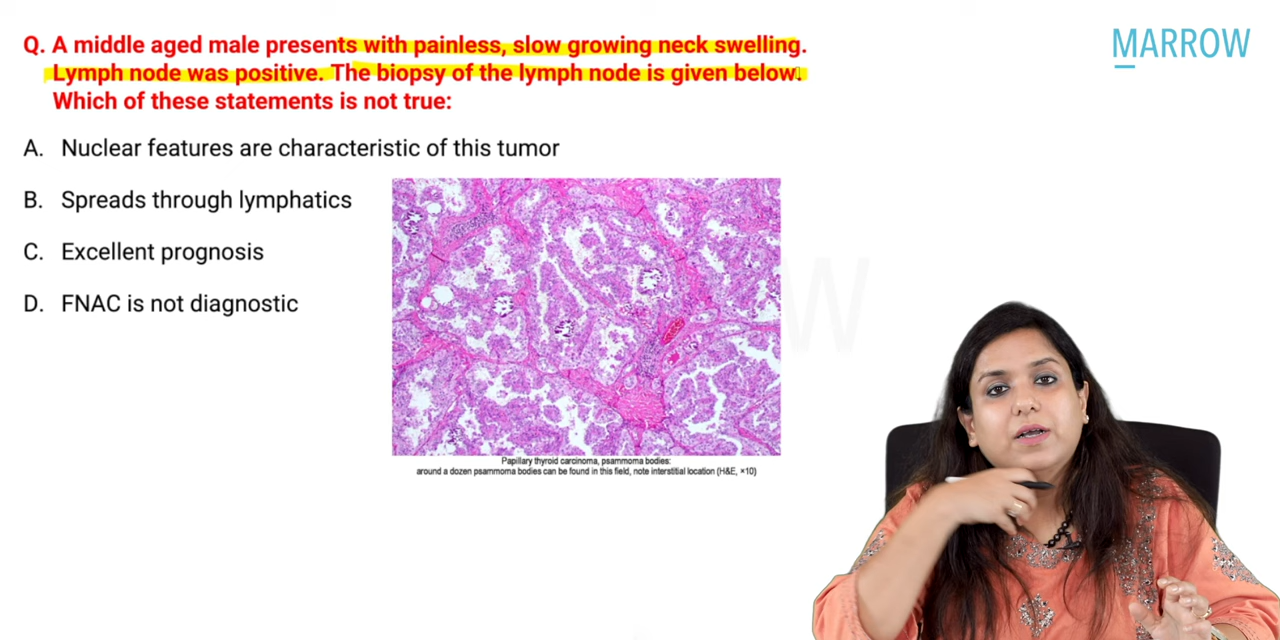 Q. A middle aged male presents with painless, slow growing neck swelling.
Lymph node was positive. The biopsy of the lymph node is given below.
Which of these statements is not true:
MARROW
A. Nuclear features are characteristic of this tumor
B. Spreads through lymphatics
C. Excellent prognosis
D. FNAC is not diagnostic
W
Papillary thyroid carcinoma, psammoma bodies:
around a dozen psammoma bodies can be found in this field, note interstitial location (H&E, ×10)